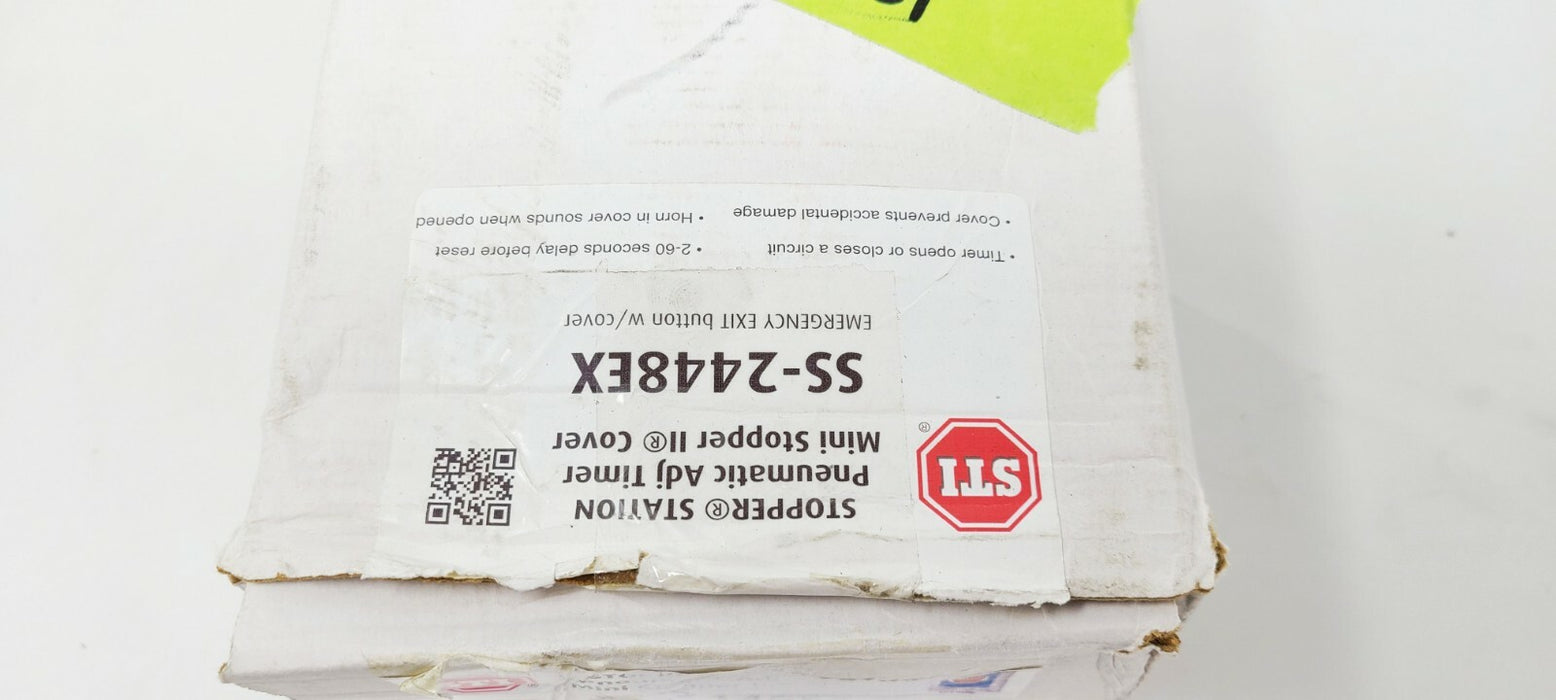 STOPPER® STATION
Pneumatic Adj Timer
Mini Stopper II® Cover
STI
®
SS-2448EX
EMERGENCY EXIT button w/cover
• Timer opens or closes a circuit
• 2-60 seconds delay before reset
• Cover prevents accidental damage
• Horn in cover sounds when opened